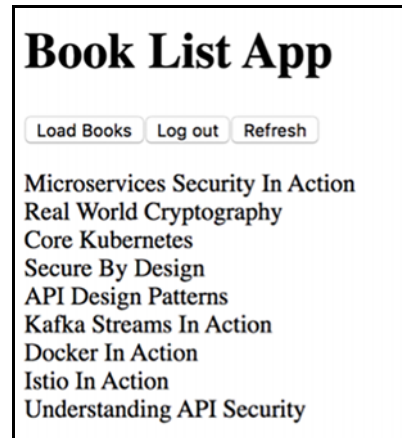 Book List App
Load Books Log out Refresh
Microservices Security In Action
Real World Cryptography
Core Kubernetes
Secure By Design
API Design Patterns
Kafka Streams In Action
Docker In Action
Istio In Action
Understanding API Security